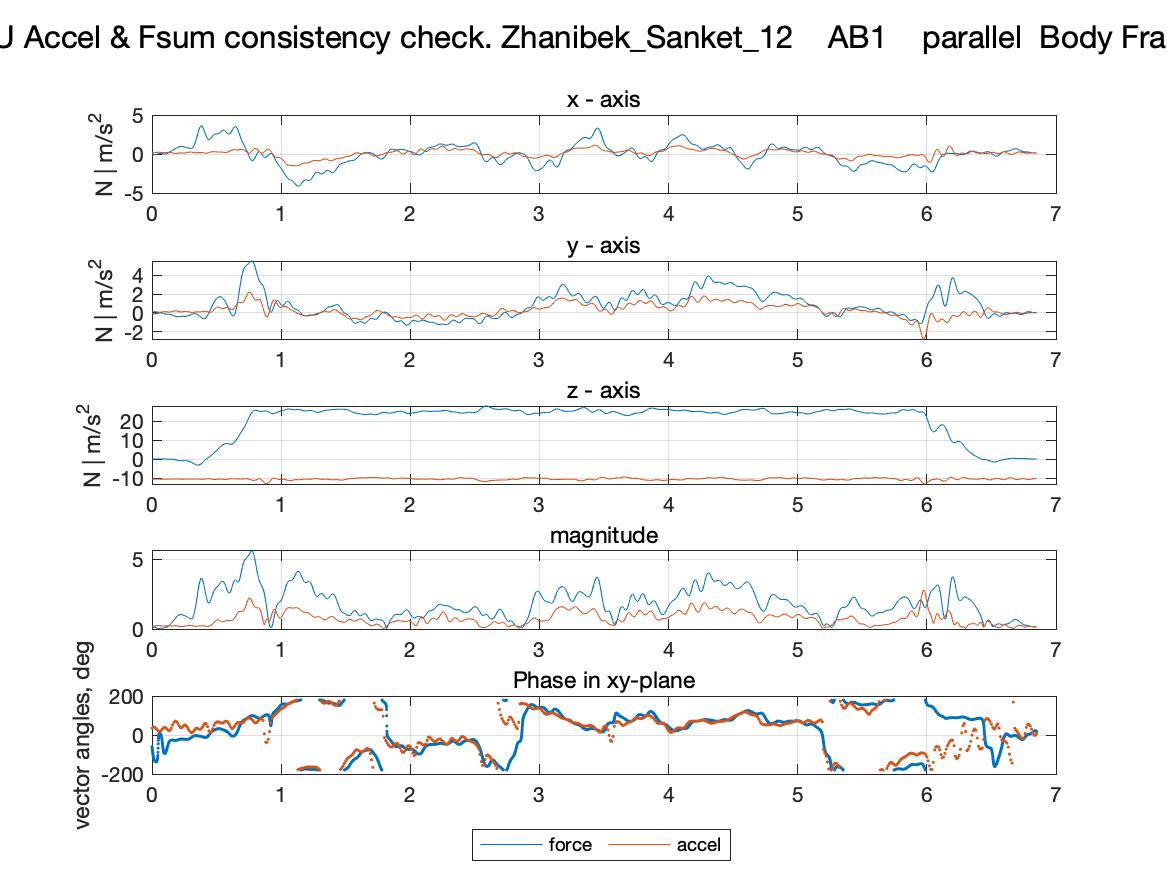 U Accel & Fsum consistency check. Zhanibek_Sanket_12 AB1 parallel Body Fra
x - axis
N | m/s2
5
0
-5
0 1 2 3 4 5 6 7
y - axis
N | m/s2
4
2
0
-2
0 1 2 3 4 5 6 7
z - axis
N | m/s2
20
10
0
-10
0 1 2 3 4 5 6 7
magnitude
5
0
0 1 2 3 4 5 6 7
Phase in xy-plane
vector angles, deg
200
0
-200
0 1 2 3 4 5 6 7
force accel